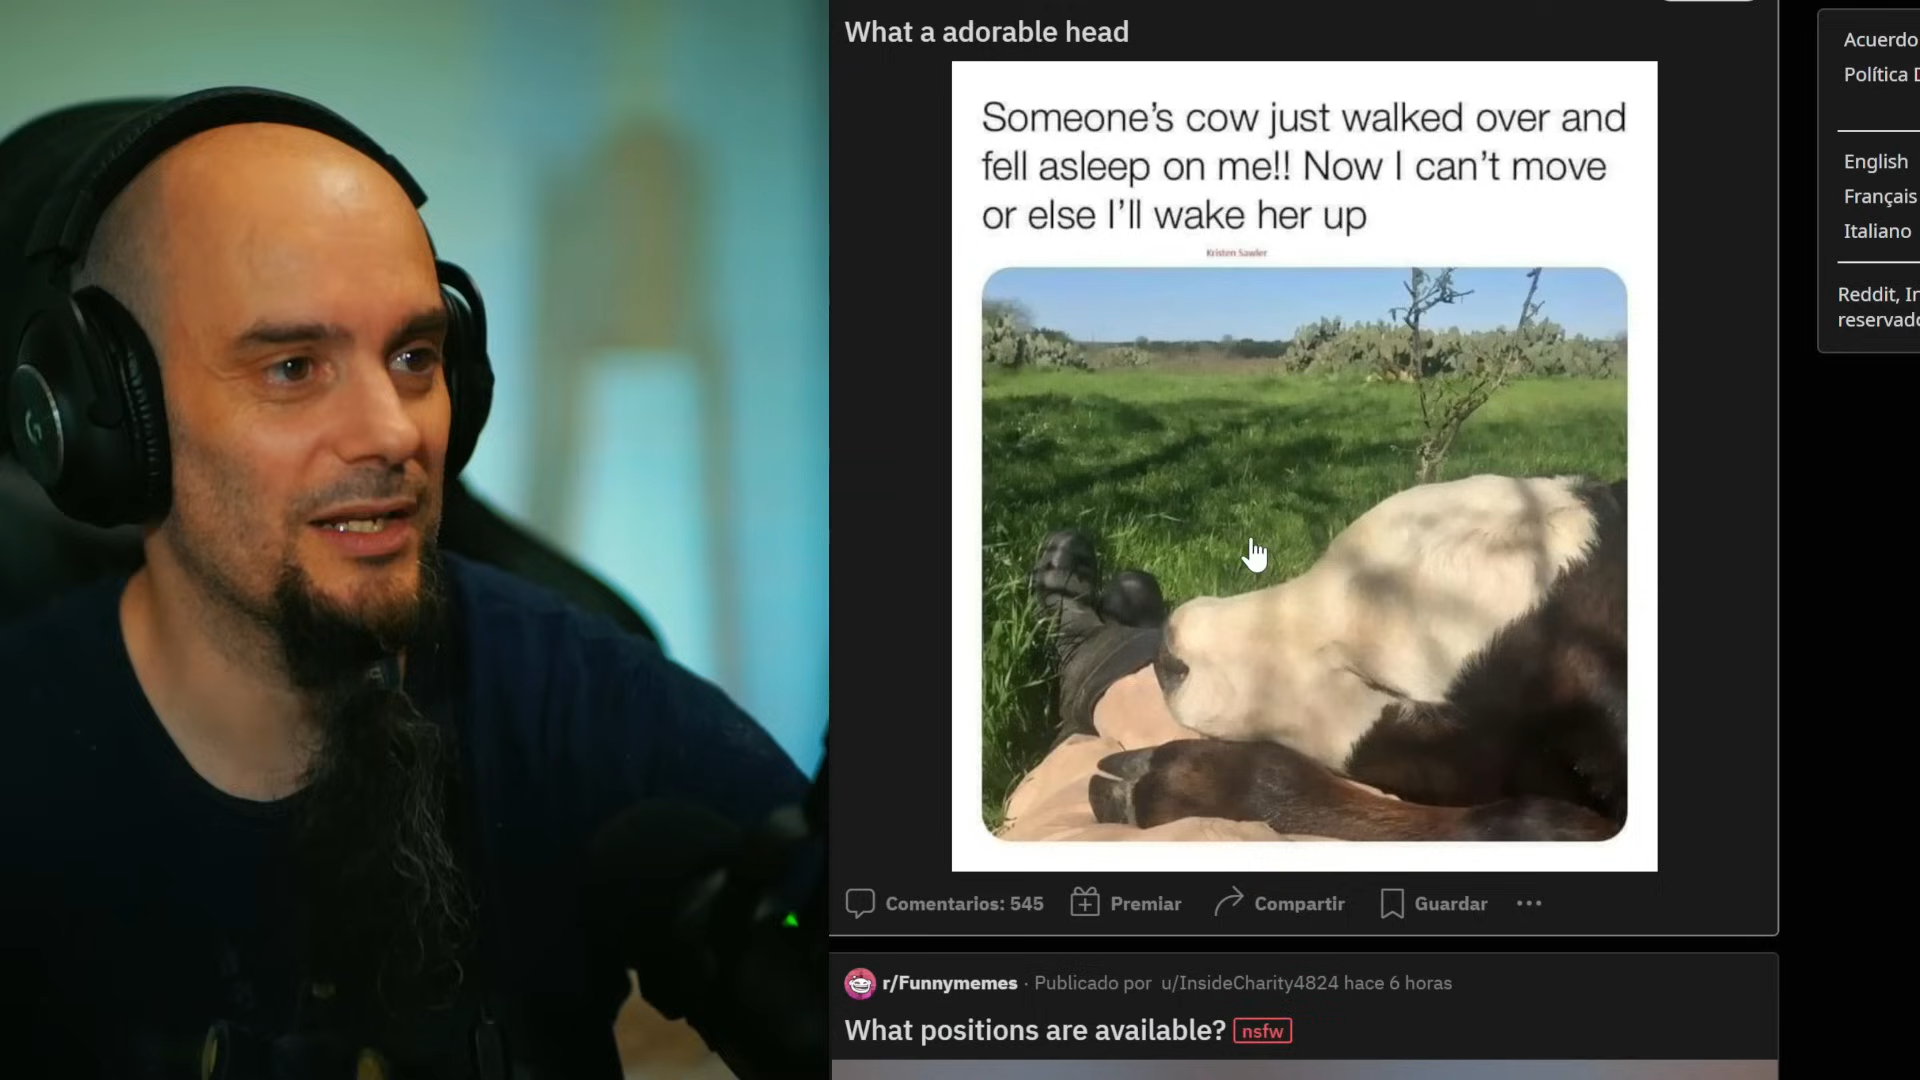 What a adorable head
Someone's cow just walked over and
fell asleep on me!! Now I can't move
or else I'll wake her up
Kristen Sawler
Comentarios: 545
Premiar
Compartir
Guardar
r/Funnymemes · Publicado por u/InsideCharity4824 hace 6 horas
What positions are available? nsfw
Acuerdo
Política
English
Français
Italiano
Reddit,